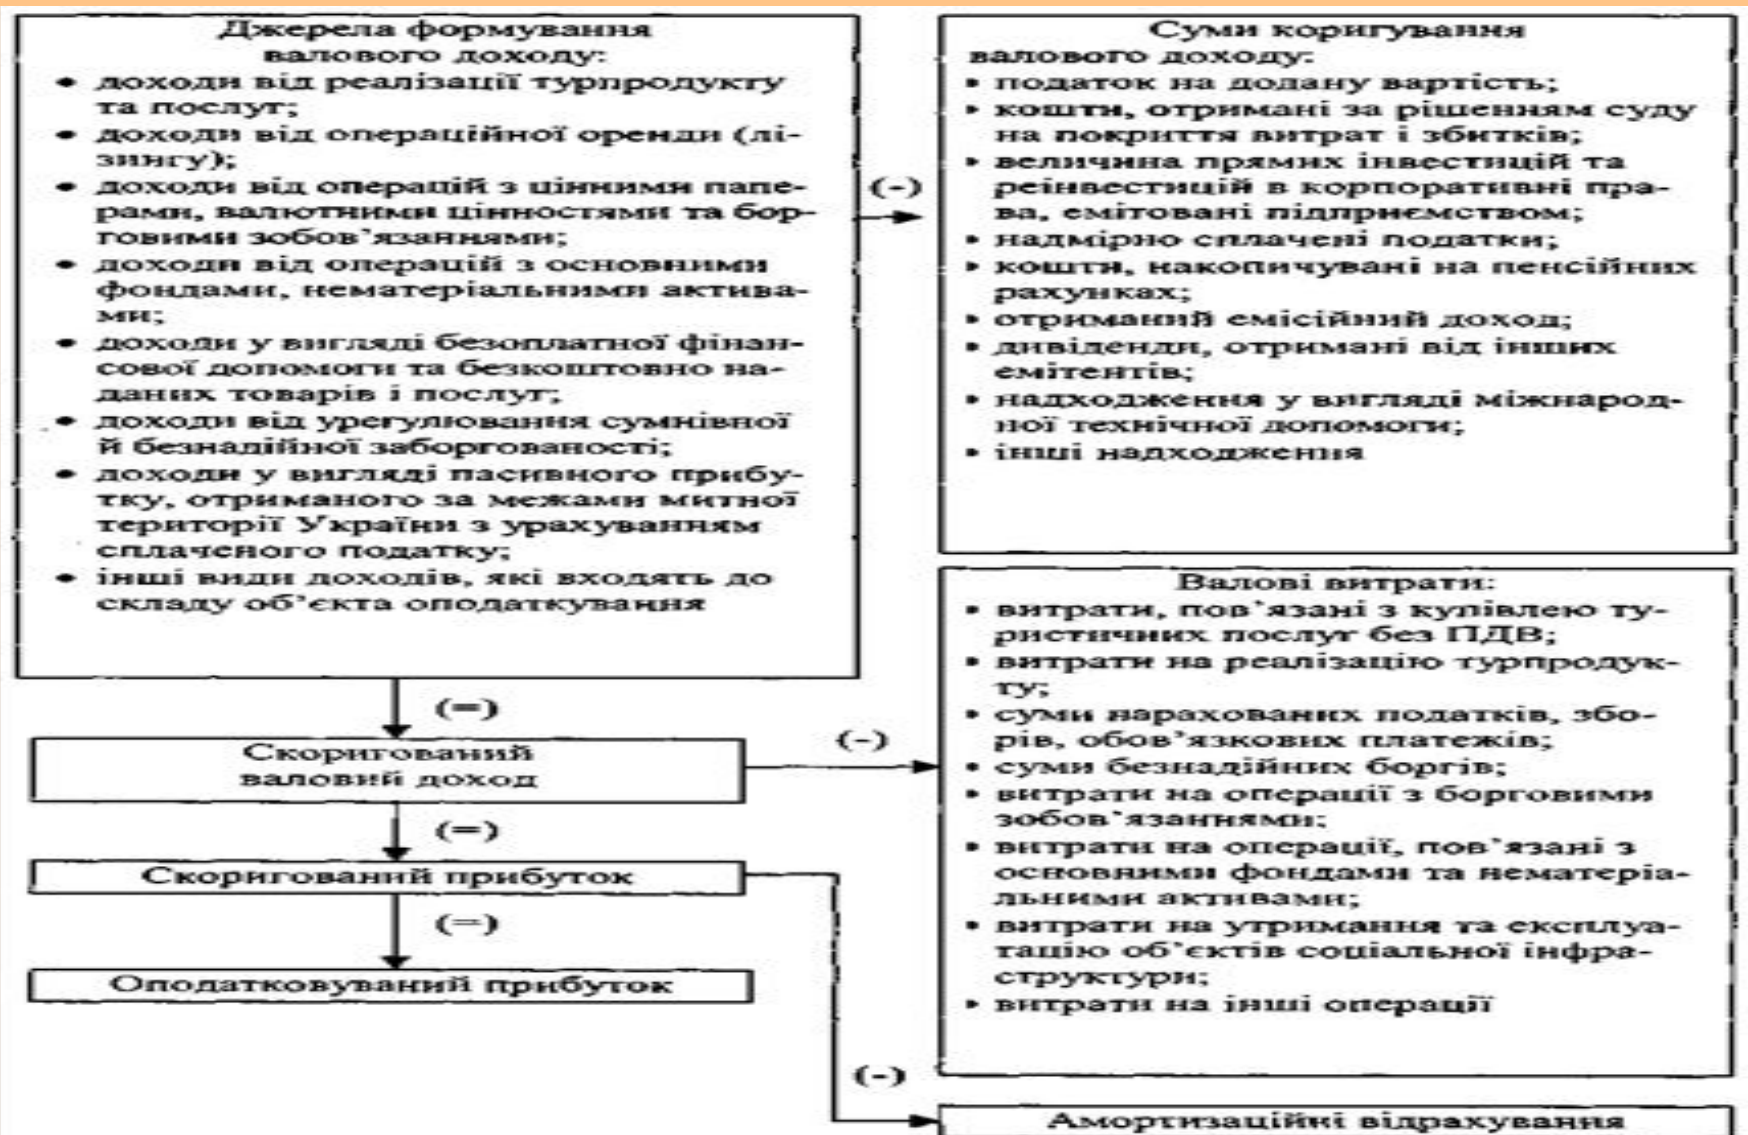 Джерела формування
валового доходу:
• доходи від реалізації турпродукту
та послуг;
• доходи від операційної оренди (лі-
зингу);
• доходи від операцій з цінними папе-
рами, валютними цінностями та бор-
говими зобов’язаннями;
• доходи від операцій з основними
фондами, нематеріальними актива-
ми;
• доходи у вигляді безоплатної фінан-
сової допомоги та безкоштовно на-
даних товарів і послуг;
• доходи від урегулювання сумнівної
й безнадійної заборгованості;
• доходи у вигляді пасивного прибу-
тку, отриманого за межами митної
території України з урахуванням
сплаченого податку;
• інші види доходів, які входять до
складу об’єкта оподаткування
(-)
Суми коригування
валового доходу:
• податок на додану вартість;
• кошти, отримані за рішенням суду
на покриття витрат і збитків;
• величина прямих інвестицій та
реінвестицій в корпоративні пра-
ва, емітовані підприємством;
• надмірно сплачені податки;
• кошти, накопичувані на пенсійних
рахунках;
• отриманий емісійний доход;
• дивіденди, отримані від інших
емітентів;
• надходження у вигляді міжнарод-
ної технічної допомоги;
• інші надходження
(=)
Скоригований
валовий доход
(-)
(=)
Скоригований прибуток
(=)
Оподатковуваний прибуток
Валові витрати:
• витрати, пов’язані з купівлею ту-
ристичних послуг без ПДВ;
• витрати на реалізацію турпродук-
ту;
• суми нарахованих податків, збо-
рів, обов’язкових платежів;
• суми безнадійних боргів;
• витрати на операції з борговими
зобов’язаннями;
• витрати на операції, пов’язані з
основними фондами та нематеріа-
льними активами;
• витрати на утримання та експлуа-
тацію об’єктів соціальної інфра-
структури;
• витрати на інші операції
(-)
Амортизаційні відрахування